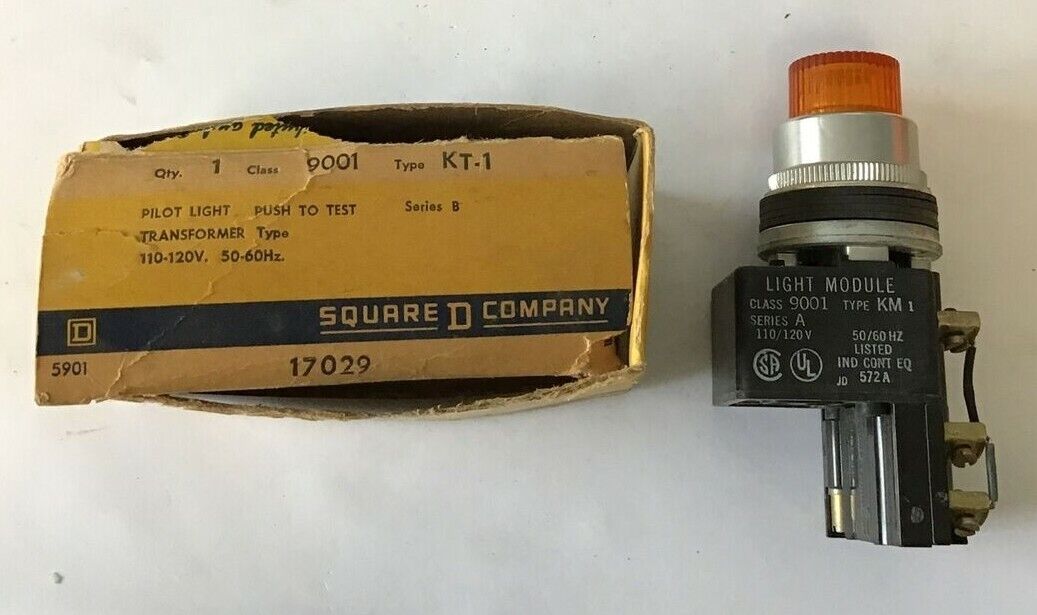 Qty. 1 Class 9001 Type KT-1
PILOT LIGHT PUSH TO TEST Series B
TRANSFORMER Type
110-120V. 50-60Hz.
D SQUARE D COMPANY
5901 17029
LIGHT MODULE
CLASS 9001 TYPE KM 1
SERIES A
110/120V 50/60 HZ
SA UL LISTED
IND CONT EQ
JD 572A